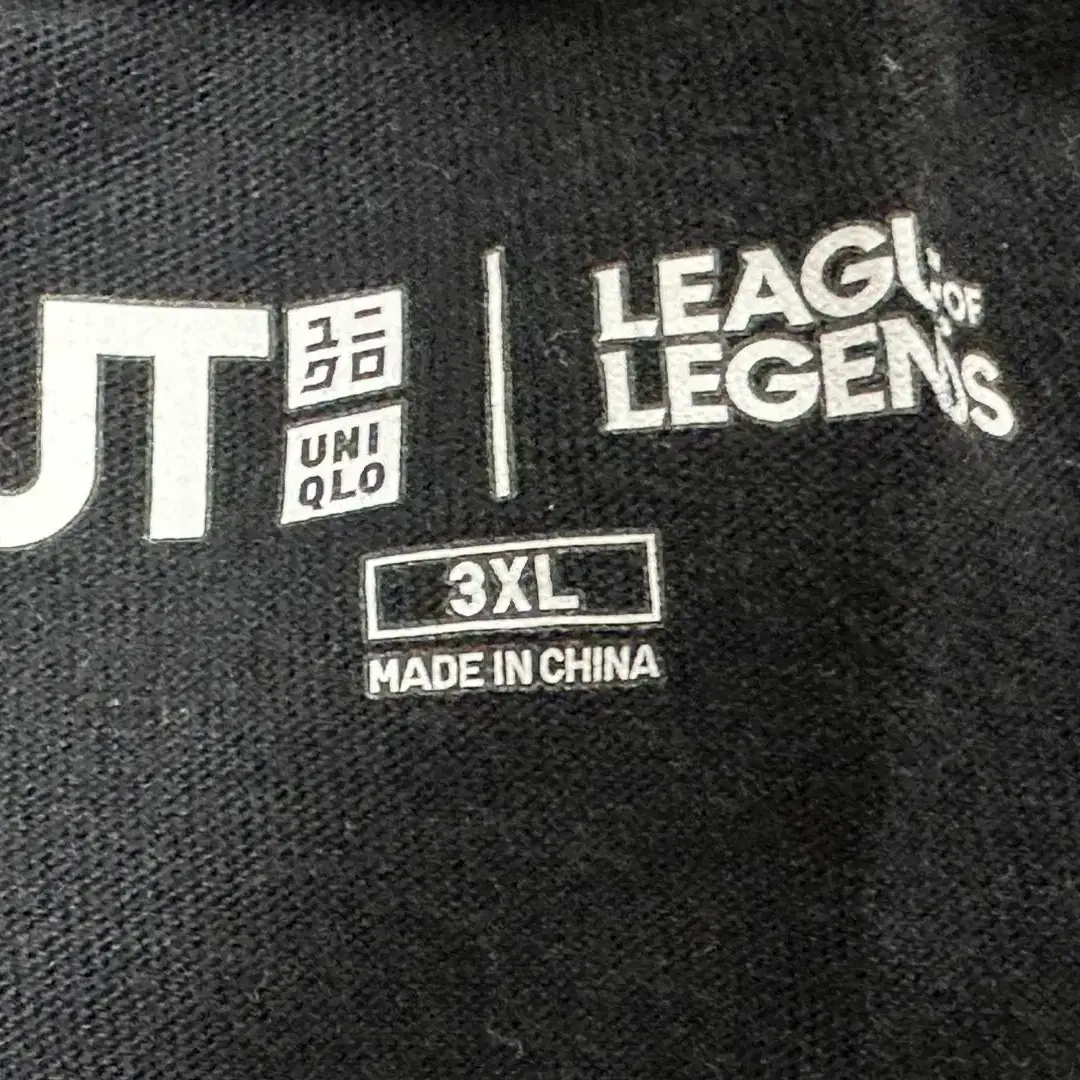 UT
ユニ
クロ
UNI
QLO
LEAGUE
OF
LEGENDS
3XL
MADE IN CHINA